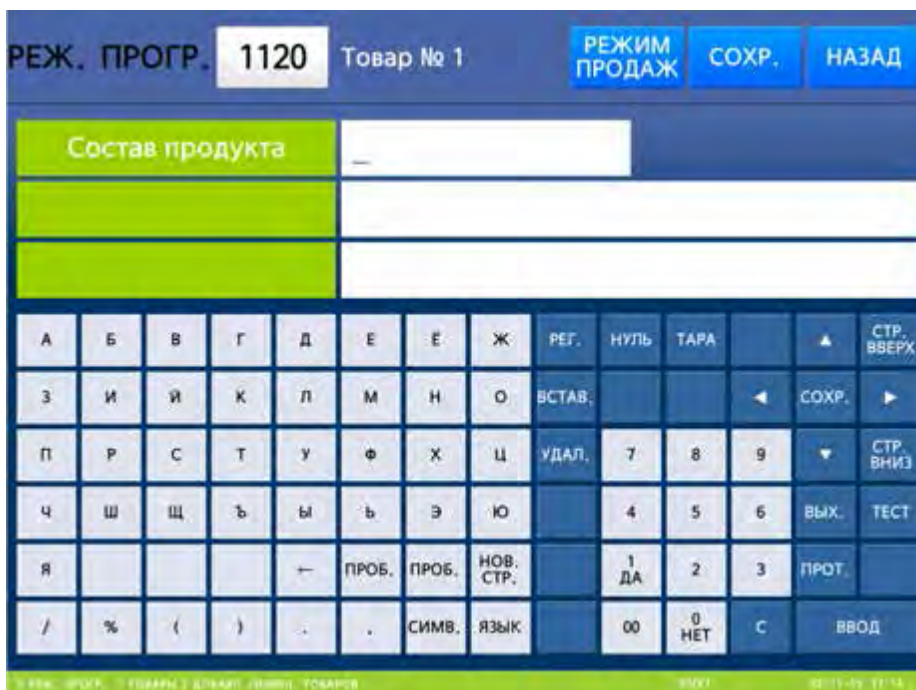 РЕЖ. ПРОГР. 1120 Товар № 1 РЕЖИМ ПРОДАЖ СОХР. НАЗАД
Состав продукта _
А Б В Г Д Е Ё Ж РЕГ. НУЛЬ ТАРА ▲ СТР. ВВЕРХ
З И Й К Л М Н О ВСТАВ. ◄ СОХР. ►
П Р С Т У Ф Х Ц УДАЛ. 7 8 9 ▼ СТР. ВНИЗ
Ч Ш Щ Ъ Ы Ь Э Ю 4 5 6 ВЫХ. ТЕСТ
Я ← ПРОБ. ПРОБ. НОВ. СТР. 1 ДА 2 3 ПРОТ.
/ % ( ) . , СИМВ. ЯЗЫК 00 0 НЕТ С ВВОД